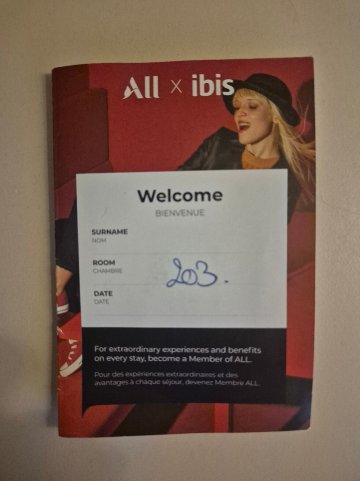 ALL X ibis
Welcome
BIENVENUE
SURNAME
NOM
ROOM
CHAMBRE
203.
DATE
DATE
For extraordinary experiences and benefits
on every stay, become a Member of ALL.
Pour des expériences extraordinaires et des
avantages à chaque séjour, devenez Membre ALL.